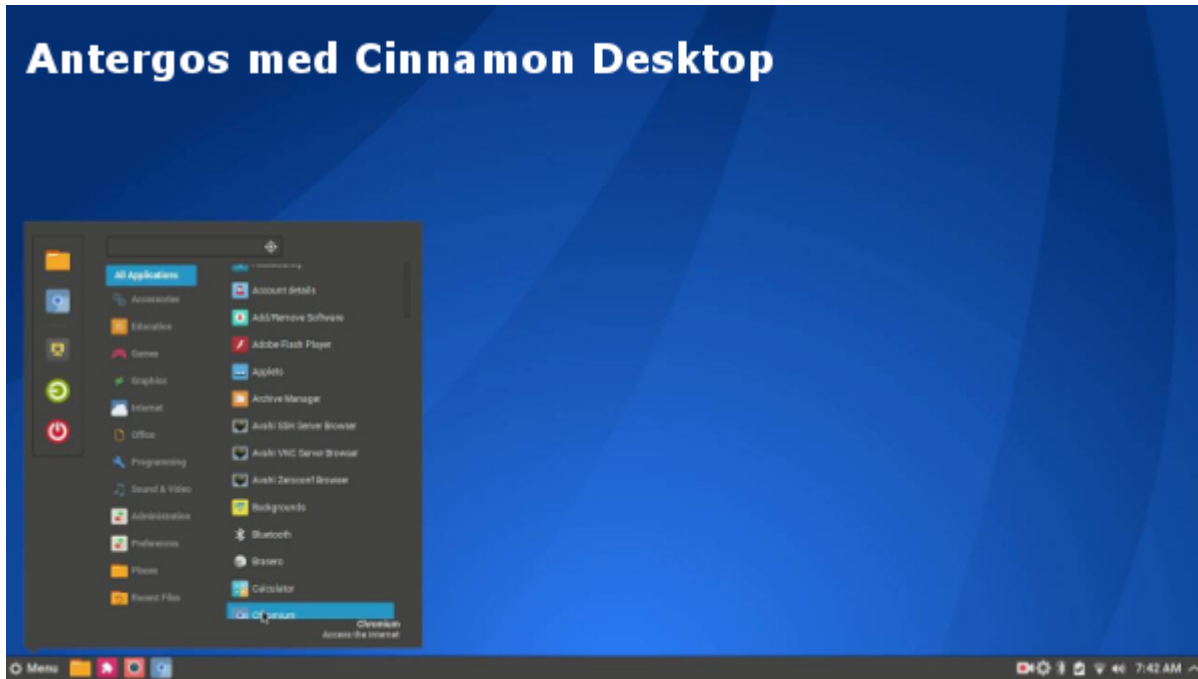 Antergos med Cinnamon Desktop
All Applications
Accessories
Education
Games
Graphics
Internet
Office
Programming
Sound & Video
Administration
Preferences
Places
Recent Files
Account details
Add/Remove Software
Adobe Flash Player
Applets
Archive Manager
Avahi SSH Server Browser
Avahi VNC Server Browser
Avahi Zeroconf Browser
Backgrounds
Bluetooth
Brasero
Calculator
Chromium
Chromium
Access the Internet
Menu
7:42 AM